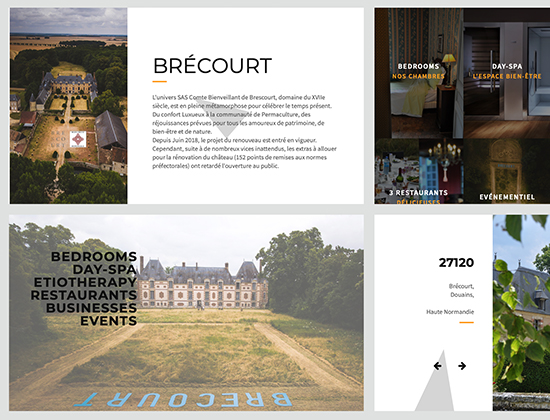 BRÉCOURT
L'univers SAS Comte Bienveillant de Brescourt, domaine du XVIIe
siècle, est en pleine métamorphose pour célébrer le temps présent.
Du confort Luxueux à la communauté de Permaculture, des
réjouissances prévues pour tous les amoureux de patrimoine, de
bien-être et de nature.
Depuis Juin 2018, le projet du renouveau est entré en vigueur.
Cependant, suite à de nombreux vices inattendus, les extras à allouer
pour la rénovation du château (152 points de remises aux normes
préfectorales) ont retardé l'ouverture au public.
BEDROOMS
NOS CHAMBRES
DAY-SPA
L'ESPACE BIEN-ÊTRE
3 RESTAURANTS
DÉLICIEUSES
EVÉNEMENTIEL
BEDROOMS
DAY-SPA
ETIOTHERAPY
RESTAURANTS
BUSINESSES
EVENTS
BRECOURT
27120
Brécourt,
Douains,
Haute Normandie